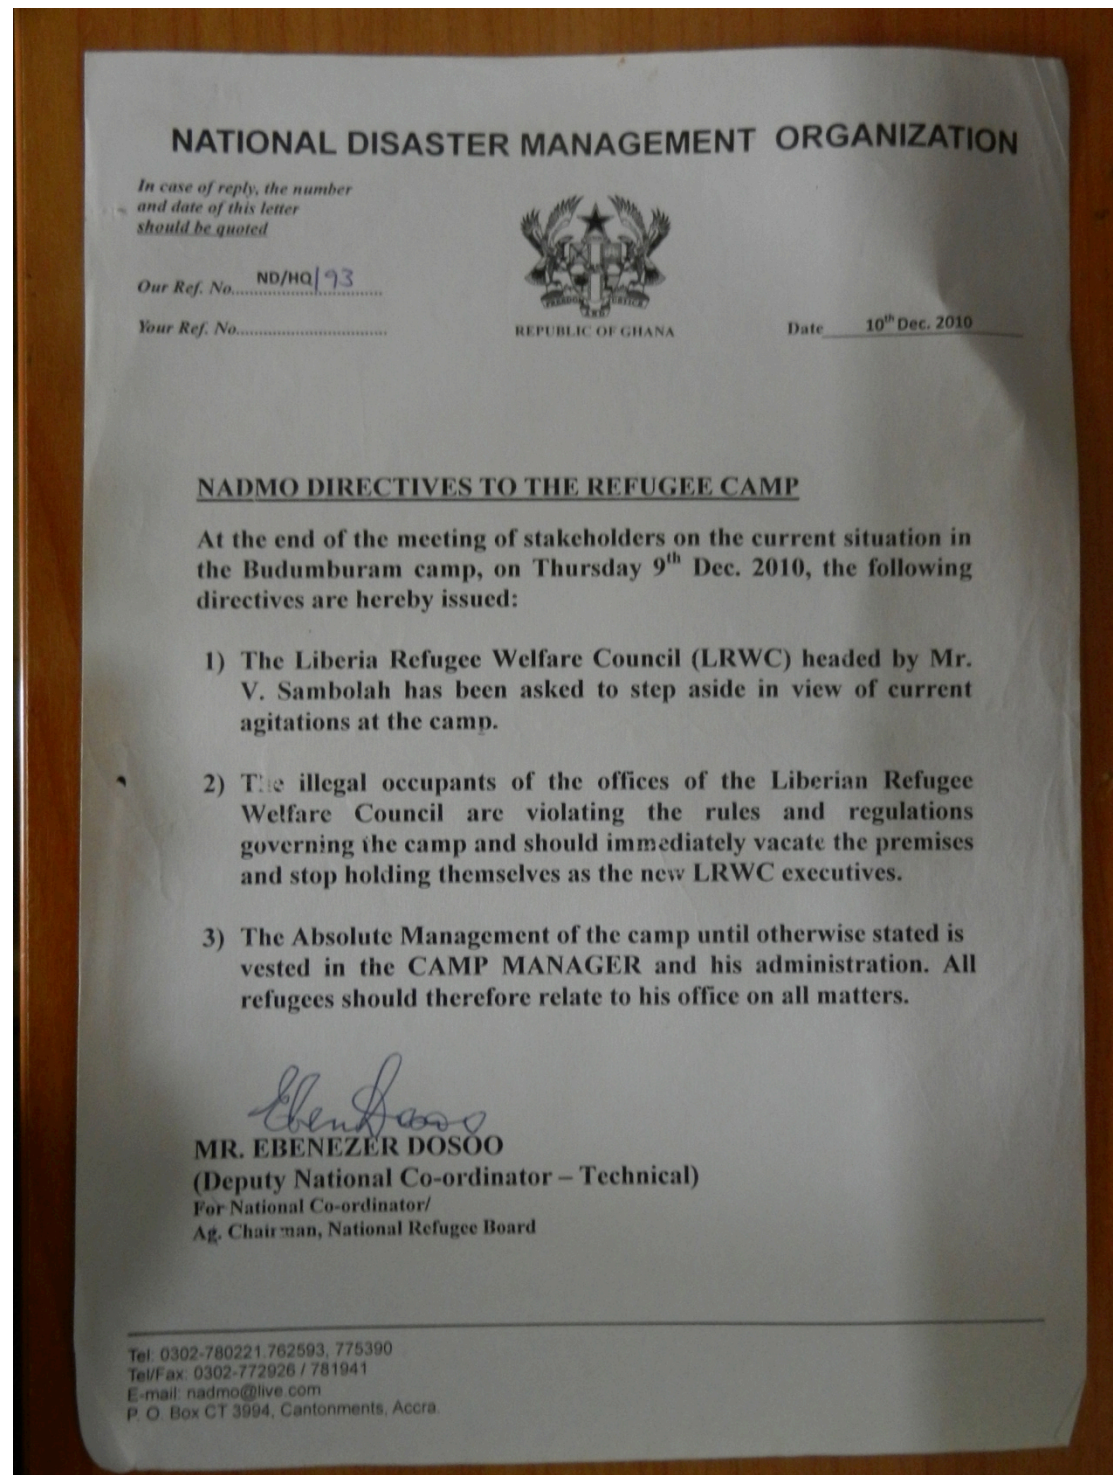 NATIONAL DISASTER MANAGEMENT ORGANIZATION
In case of reply, the number
and date of this letter
should be quoted
Our Ref. No....ND/HQ/93..........
Your Ref. No..............................
FREEDOM AND JUSTICE
REPUBLIC OF GHANA
Date 10th Dec. 2010
NADMO DIRECTIVES TO THE REFUGEE CAMP
At the end of the meeting of stakeholders on the current situation in
the Budumburam camp, on Thursday 9th Dec. 2010, the following
directives are hereby issued:
1) The Liberia Refugee Welfare Council (LRWC) headed by Mr.
V. Sambolah has been asked to step aside in view of current
agitations at the camp.
2) The illegal occupants of the offices of the Liberian Refugee
Welfare Council are violating the rules and regulations
governing the camp and should immediately vacate the premises
and stop holding themselves as the new LRWC executives.
3) The Absolute Management of the camp until otherwise stated is
vested in the CAMP MANAGER and his administration. All
refugees should therefore relate to his office on all matters.
Eben Dosoo
MR. EBENEZER DOSOO
(Deputy National Co-ordinator – Technical)
For National Co-ordinator/
Ag. Chairman, National Refugee Board
Tel: 0302-780221.762593, 775390
Tel/Fax: 0302-772926 / 781941
E-mail: nadmo@live.com
P. O. Box CT 3994, Cantonments, Accra.